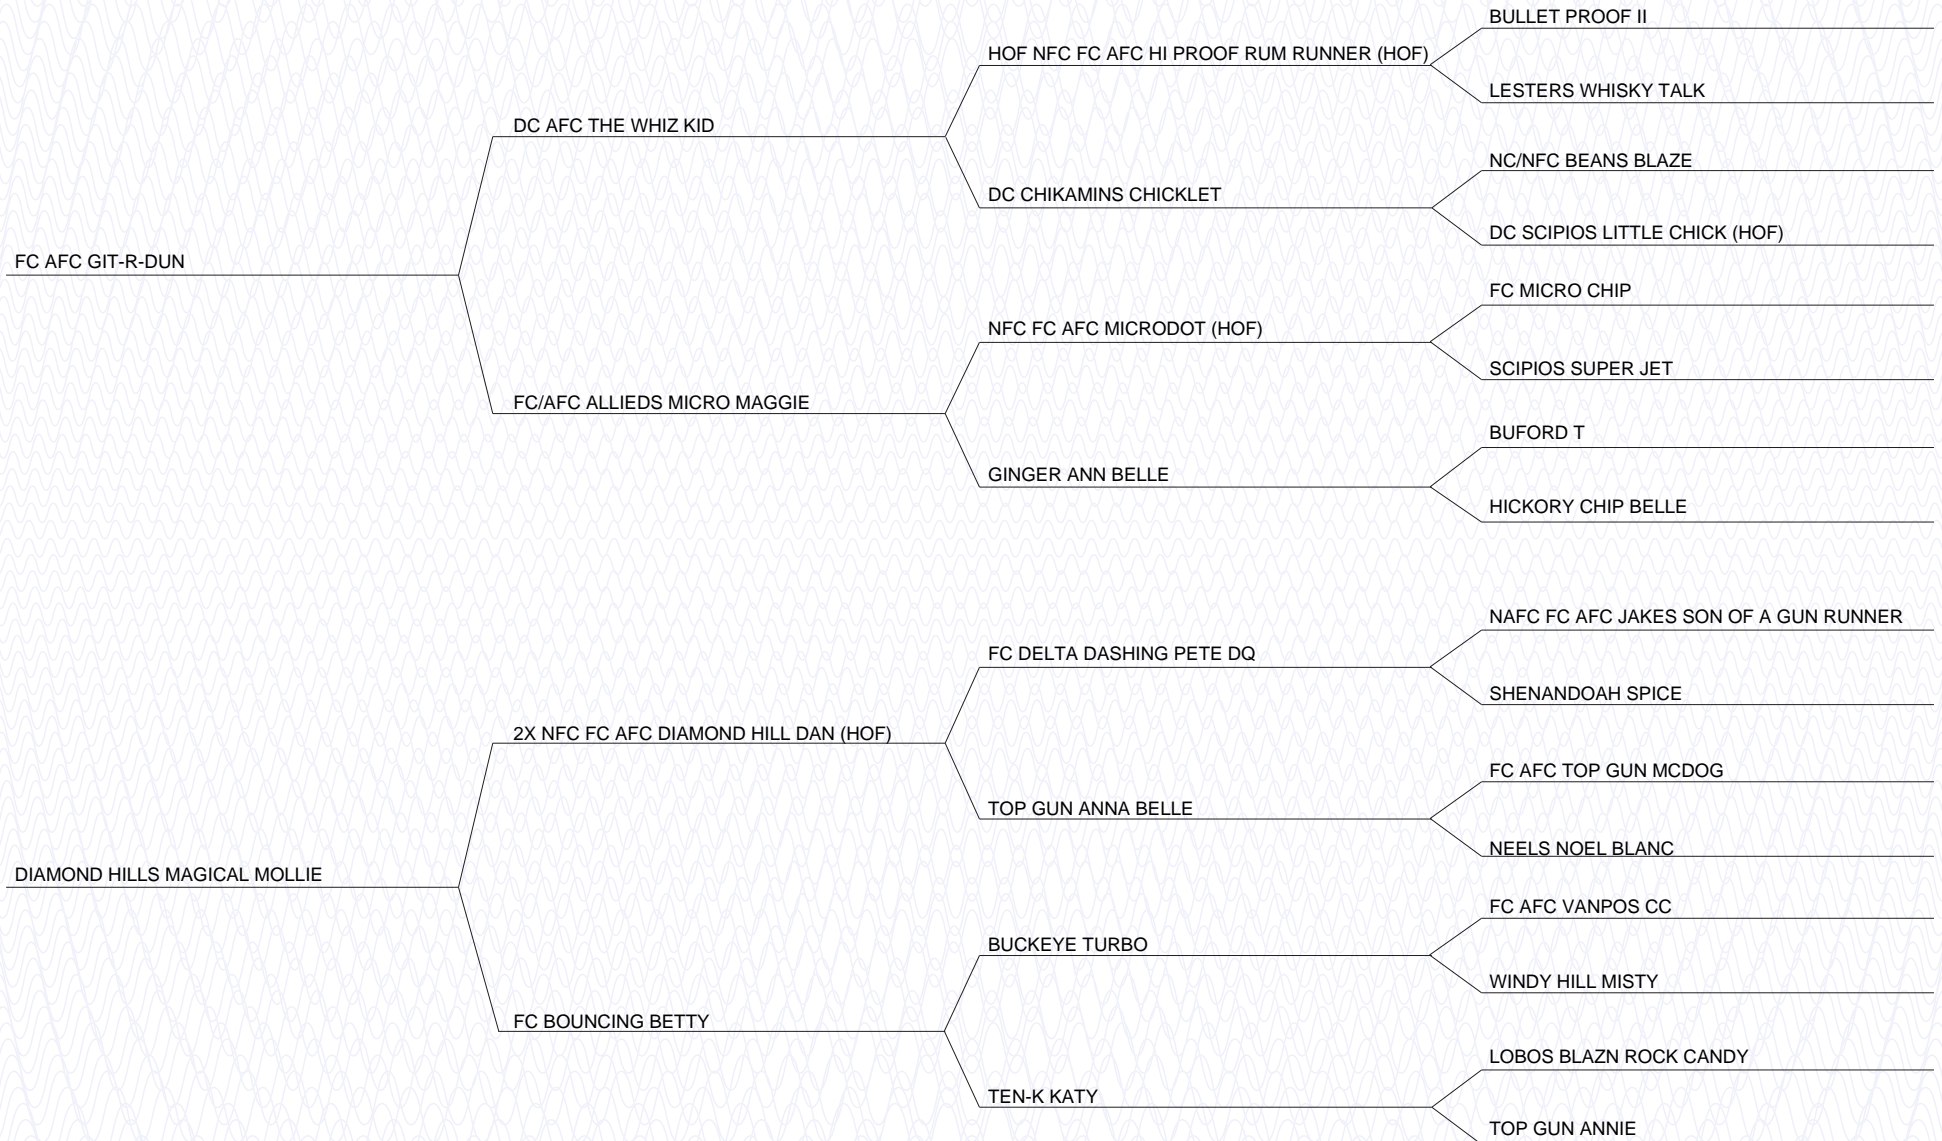 BULLET PROOF II
HOF NFC FC AFC HI PROOF RUM RUNNER (HOF)
LESTERS WHISKY TALK
DC AFC THE WHIZ KID
NC/NFC BEANS BLAZE
DC CHIKAMINS CHICKLET
DC SCIPIOS LITTLE CHICK (HOF)
FC AFC GIT-R-DUN
FC MICRO CHIP
NFC FC AFC MICRODOT (HOF)
SCIPIOS SUPER JET
FC/AFC ALLIEDS MICRO MAGGIE
BUFORD T
GINGER ANN BELLE
HICKORY CHIP BELLE
NAFC FC AFC JAKES SON OF A GUN RUNNER
FC DELTA DASHING PETE DQ
SHENANDOAH SPICE
2X NFC FC AFC DIAMOND HILL DAN (HOF)
FC AFC TOP GUN MCDOG
TOP GUN ANNA BELLE
NEELS NOEL BLANC
DIAMOND HILLS MAGICAL MOLLIE
FC AFC VANPOS CC
BUCKEYE TURBO
WINDY HILL MISTY
FC BOUNCING BETTY
LOBOS BLAZN ROCK CANDY
TEN-K KATY
TOP GUN ANNIE